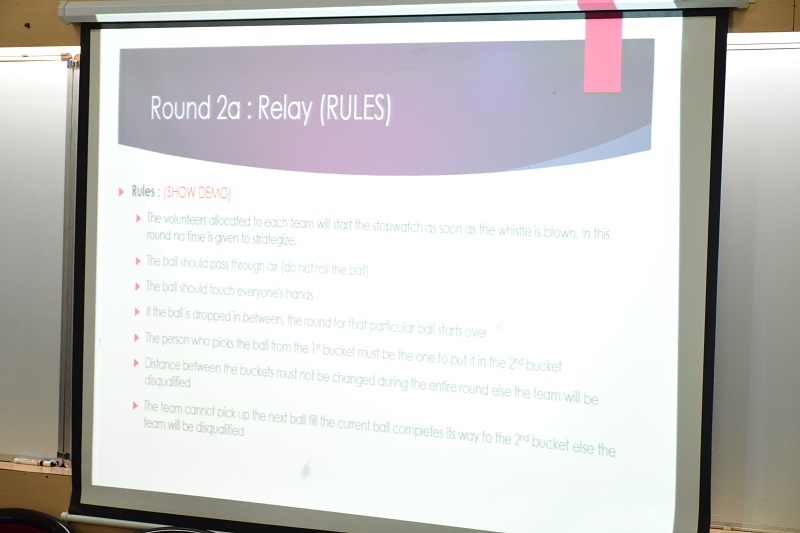 Round 2a : Relay (RULES)
Rules : (SHOW DEMO)
The volunteers allocated to each team will start the stopwatch as soon as the whistle is blown. In this
round no time is given to strategize.
The ball should pass through air (do not roll the ball)
The ball should touch everyone's hands
If the ball is dropped in between, the round for that particular ball starts over
The person who picks the ball from the 1st bucket must be the one to put it in the 2nd bucket
Distance between the buckets must not be changed during the entire round else the team will be
disqualified
The team cannot pick up the next ball till the current ball completes its way to the 2nd bucket else the
team will be disqualified